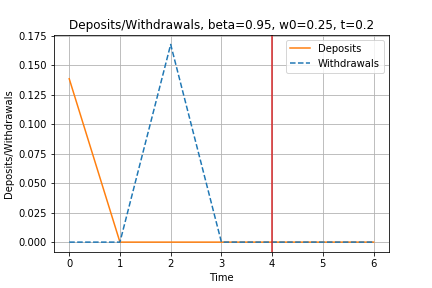 Deposits/Withdrawals, beta=0.95, w0=0.25, t=0.2
Deposits/Withdrawals
0.175
0.150
0.125
0.100
0.075
0.050
0.025
0.000
Deposits
Withdrawals
0 1 2 3 4 5 6
Time